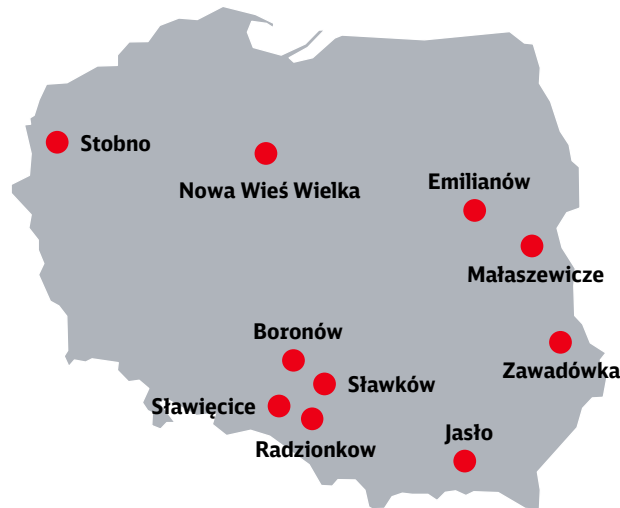 Stobno
Nowa Wieś Wielka
Emilianów
Małaszewicze
Boronów
Zawadówka
Sławków
Sławięcice
Radzionkow
Jasło